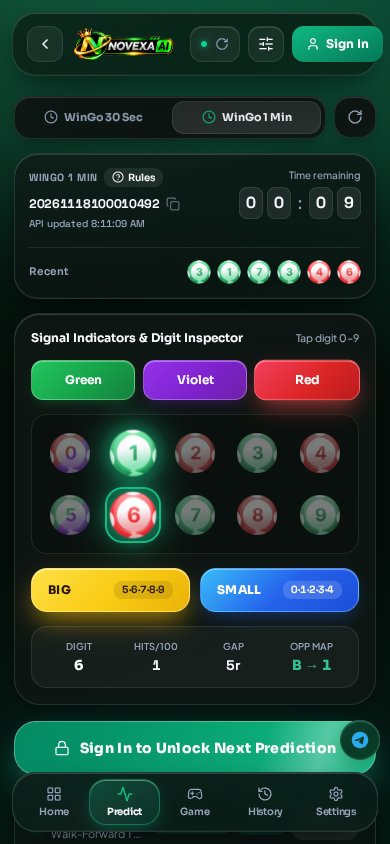 NOVEXA AI
Sign In
WinGo 30 Sec
WinGo 1 Min
WINGO 1 MIN
Rules
Time remaining
20261118100010492
0 0 : 0 9
API updated 8:11:09 AM
Recent
3 1 7 3 4 6
Signal Indicators & Digit Inspector
Tap digit 0–9
Green
Violet
Red
0 1 2 3 4
5 6 7 8 9
BIG
5·6·7·8·9
SMALL
0·1·2·3·4
DIGIT
HITS/100
GAP
OPP MAP
6
1
5r
B → 1
Sign In to Unlock Next Prediction
Home
Predict
Game
History
Settings